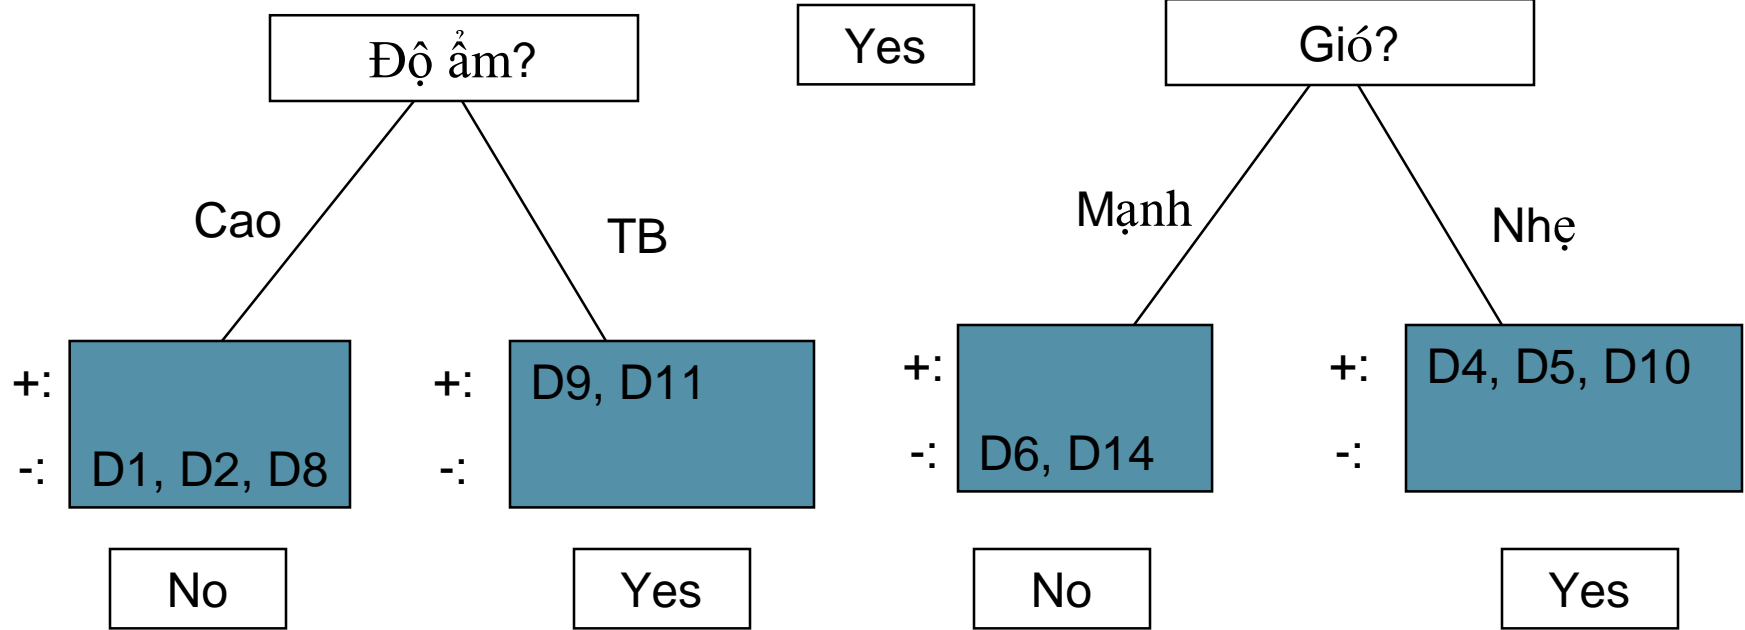 Độ ẩm?
Yes
Gió?
Cao
TB
Mạnh
Nhẹ
+:
-: D1, D2, D8
+: D9, D11
-:
+:
-: D6, D14
+: D4, D5, D10
-:
No
Yes
No
Yes